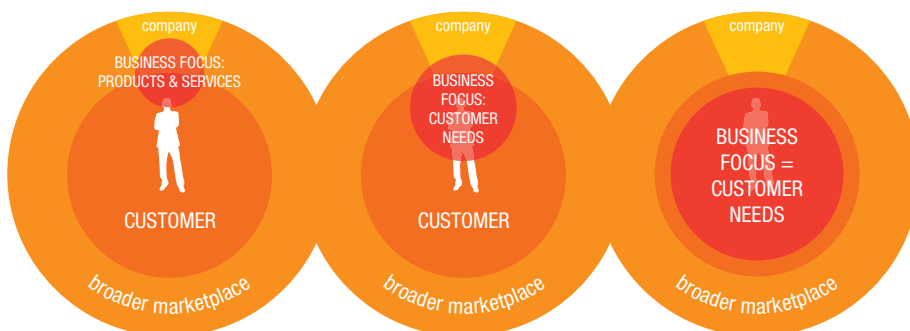 company
BUSINESS FOCUS:
PRODUCTS & SERVICES
CUSTOMER
broader marketplace
company
BUSINESS
FOCUS:
CUSTOMER
NEEDS
CUSTOMER
broader marketplace
company
BUSINESS
FOCUS =
CUSTOMER
NEEDS
broader marketplace